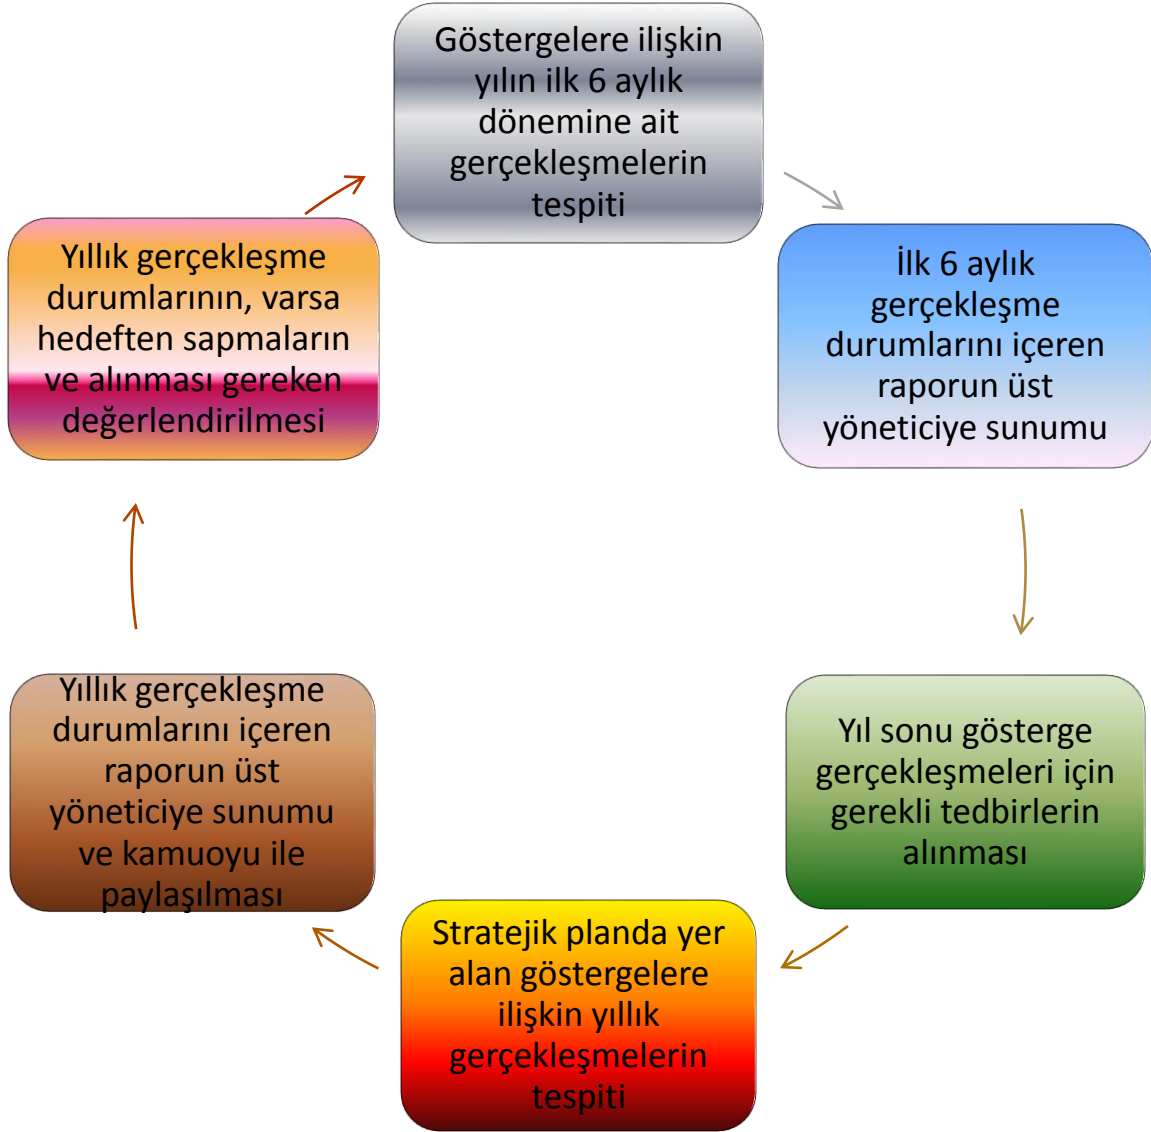 Göstergelere ilişkin
yılın ilk 6 aylık
dönemine ait
gerçekleşmelerin
tespiti
İlk 6 aylık
gerçekleşme
durumlarını içeren
raporun üst
yöneticiye sunumu
Yıl sonu gösterge
gerçekleşmeleri için
gerekli tedbirlerin
alınması
Stratejik planda yer
alan göstergelere
ilişkin yıllık
gerçekleşmelerin
tespiti
Yıllık gerçekleşme
durumlarını içeren
raporun üst
yöneticiye sunumu
ve kamuoyu ile
paylaşılması
Yıllık gerçekleşme
durumlarının, varsa
hedeften sapmaların
ve alınması gereken
değerlendirilmesi